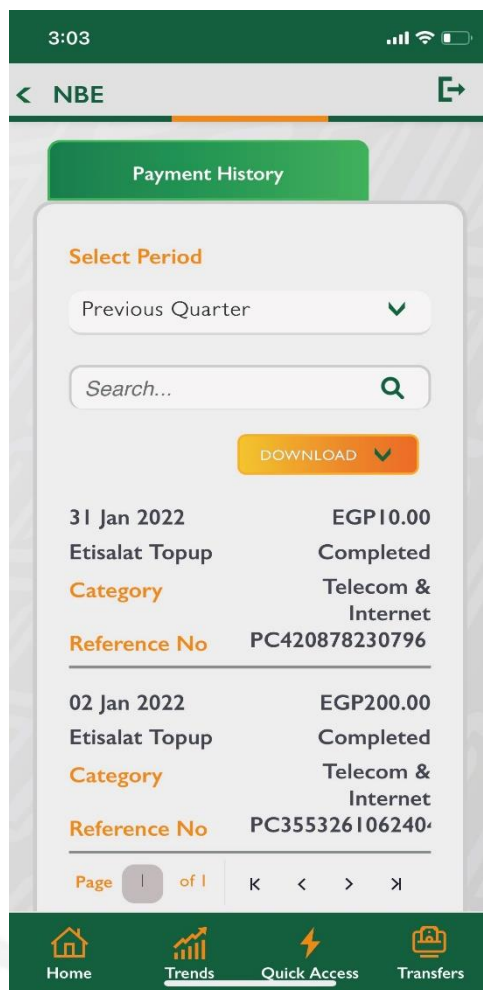 3:03
NBE
Payment History
Select Period
Previous Quarter
Search...
DOWNLOAD
31 Jan 2022 EGP10.00
Etisalat Topup Completed
Category Telecom &
Internet
Reference No PC420878230796
02 Jan 2022 EGP200.00
Etisalat Topup Completed
Category Telecom &
Internet
Reference No PC355326106240
Page 1 of 1
Home Trends Quick Access Transfers